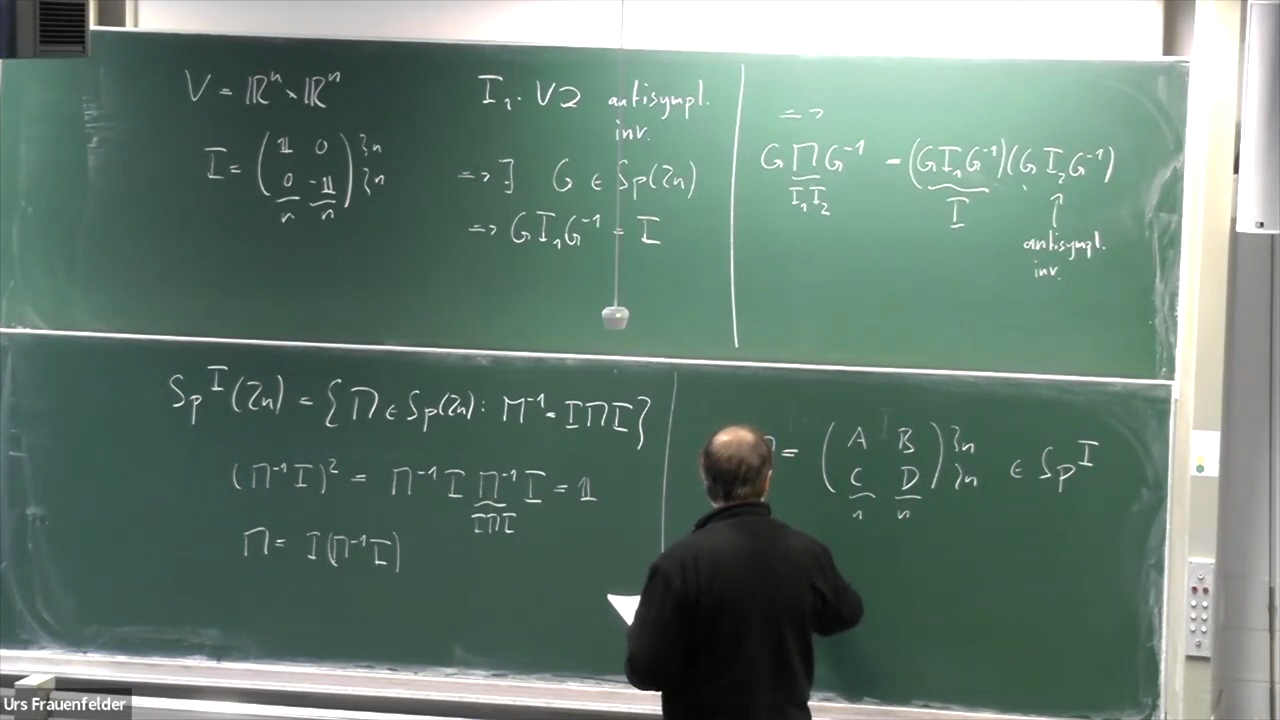 V = ℝⁿ × ℝⁿ
I = ( 𝟙 0 ) }n
( 0 -𝟙 ) }n
n n
I₁ · V⊃ antisympl.
inv.
=> ∃ G ∈ Sp(2n)
=> G I₁ G⁻¹ = I
=>
G M G⁻¹ = (G I₁ G⁻¹)(G I₂ G⁻¹)
I₁ I₂ I ↑
antisympl.
inv.
Sp^I(2n) = { M ∈ Sp(2n) : M⁻¹ = I M I }
(M⁻¹ I)² = M⁻¹ I M⁻¹ I = 𝟙
I M I
M = I(M⁻¹ I)
= ( A B ) }n
( C D ) }n ∈ Sp^I
n n
Urs Frauenfelder